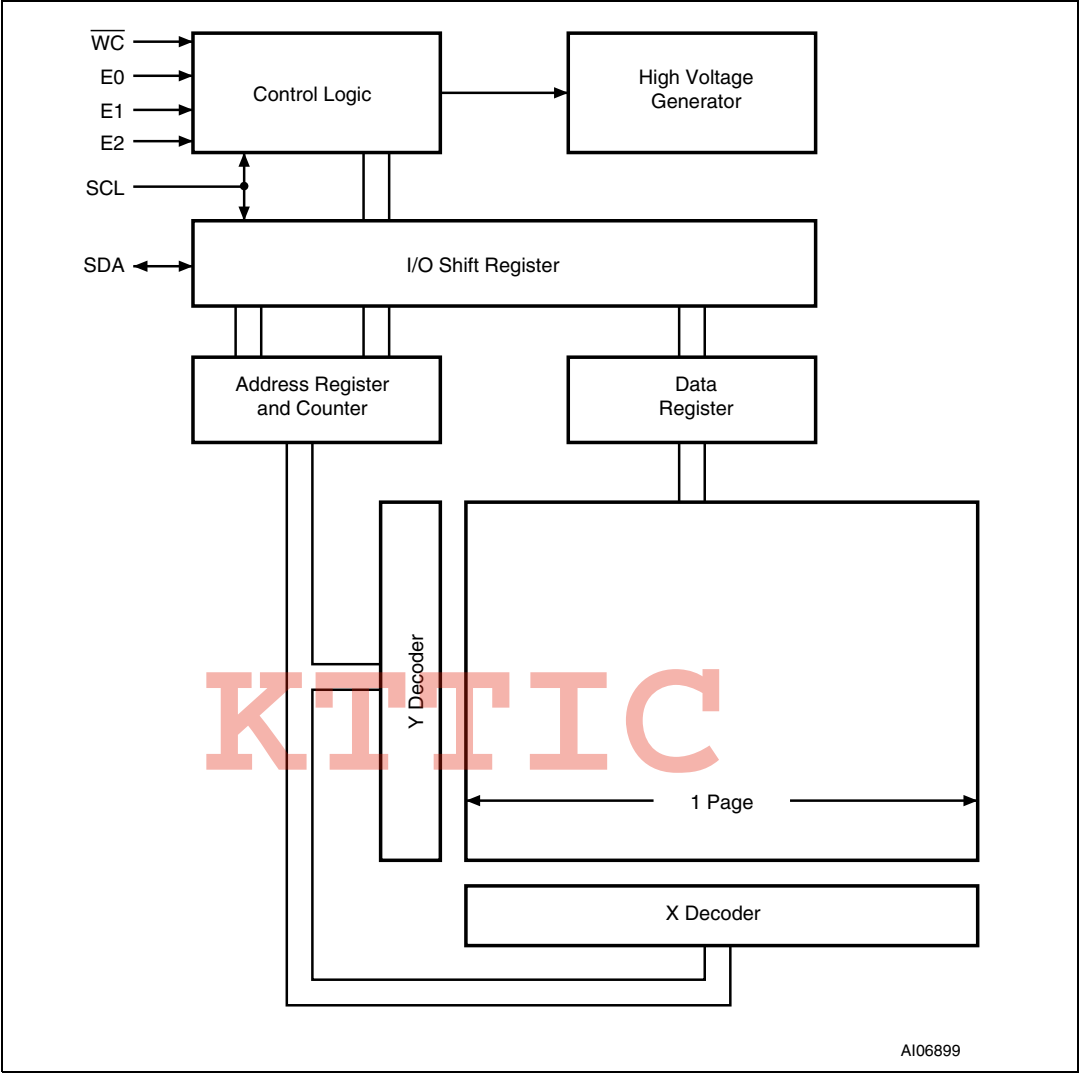 W̅C̅
E0
E1
E2
SCL
SDA
Control Logic
High Voltage
Generator
I/O Shift Register
Address Register
and Counter
Data
Register
Y Decoder
KTTIC
1 Page
X Decoder
AI06899